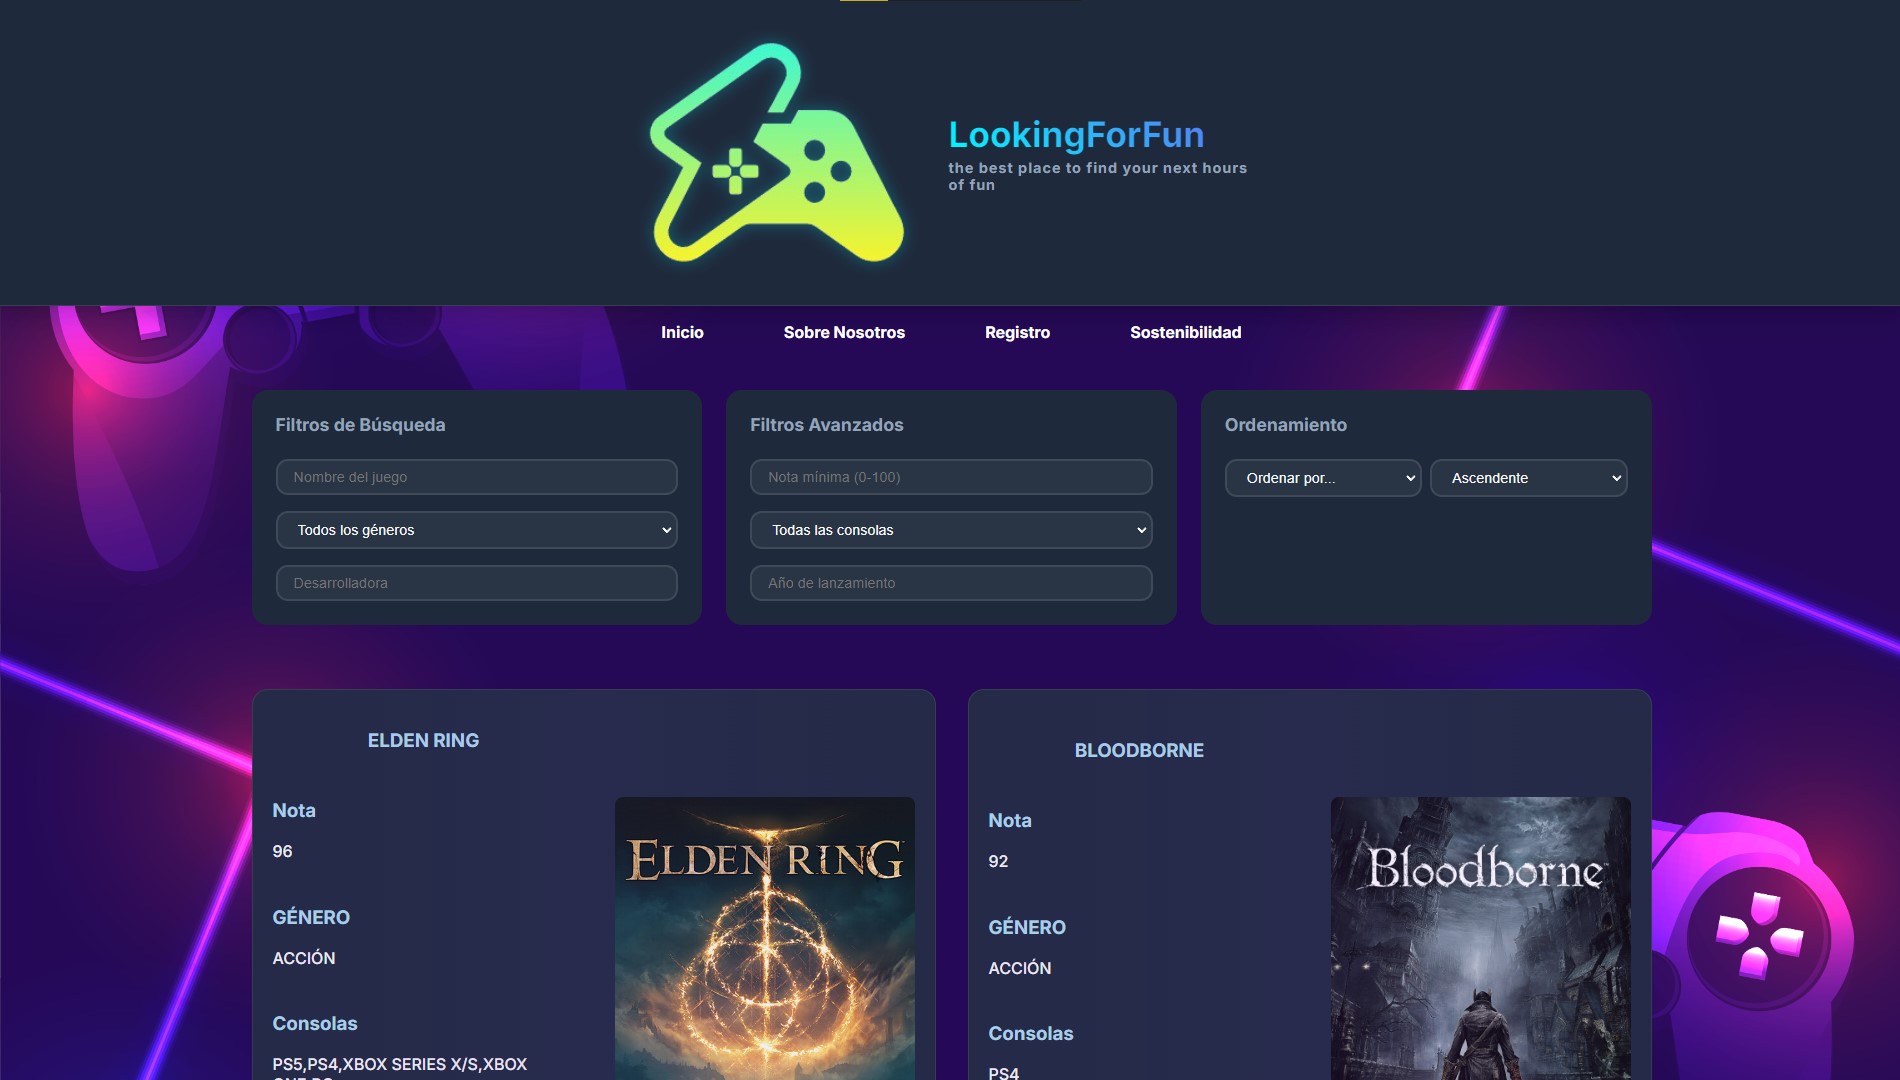 LookingForFun
the best place to find your next hours
of fun
Inicio
Sobre Nosotros
Registro
Sostenibilidad
Filtros de Búsqueda
Nombre del juego
Todos los géneros
Desarrolladora
Filtros Avanzados
Nota mínima (0-100)
Todas las consolas
Año de lanzamiento
Ordenamiento
Ordenar por...
Ascendente
ELDEN RING
Nota
96
GÉNERO
ACCIÓN
Consolas
PS5,PS4,XBOX SERIES X/S,XBOX
ELDEN RING
BLOODBORNE
Nota
92
GÉNERO
ACCIÓN
Consolas
PS4
Bloodborne